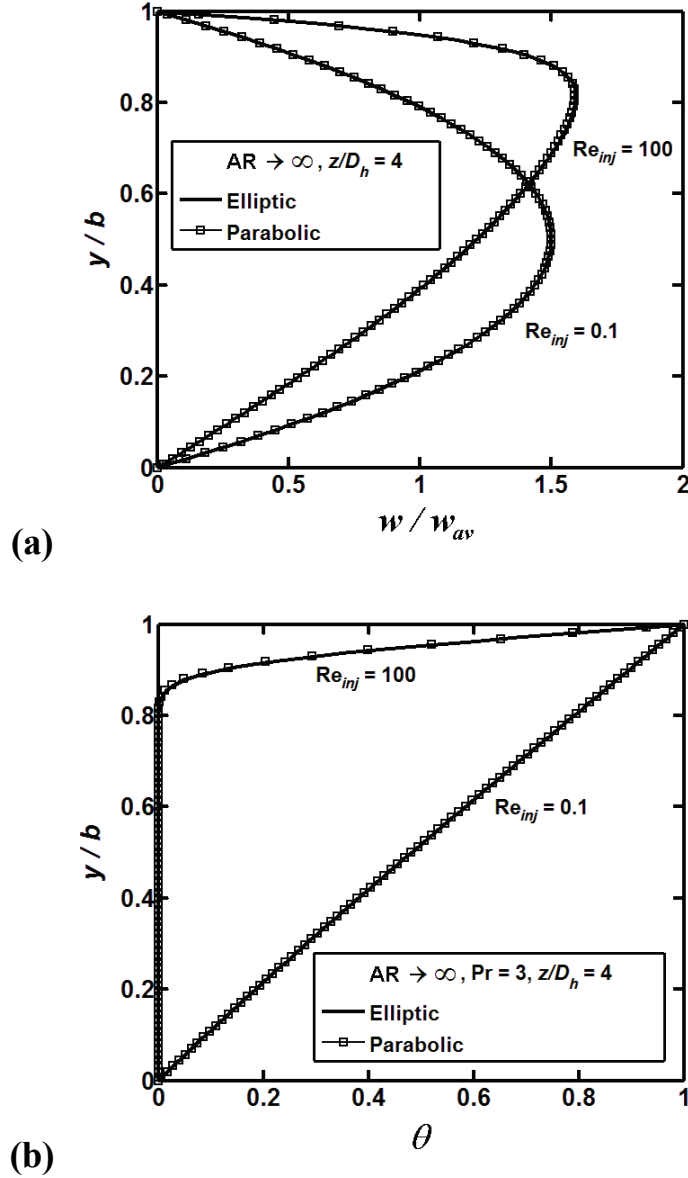 1
0.8
0.6
0.4
0.2
0
y / b
AR → ∞, z/D_h = 4
Elliptic
Parabolic
Re_inj = 100
Re_inj = 0.1
0 0.5 1 1.5 2
w / w_av
(a)
1
0.8
0.6
0.4
0.2
0
y / b
Re_inj = 100
Re_inj = 0.1
AR → ∞, Pr = 3, z/D_h = 4
Elliptic
Parabolic
0 0.2 0.4 0.6 0.8 1
θ
(b)